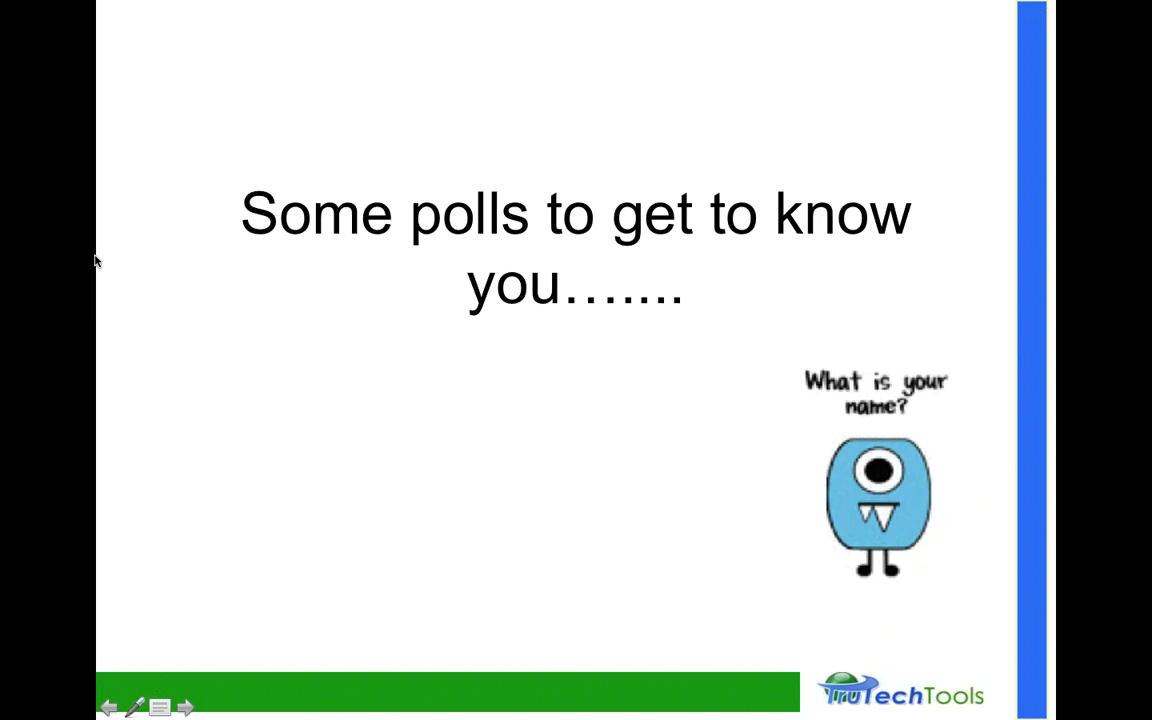 Some polls to get to know
you…....
What is your
name?
TruTechTools